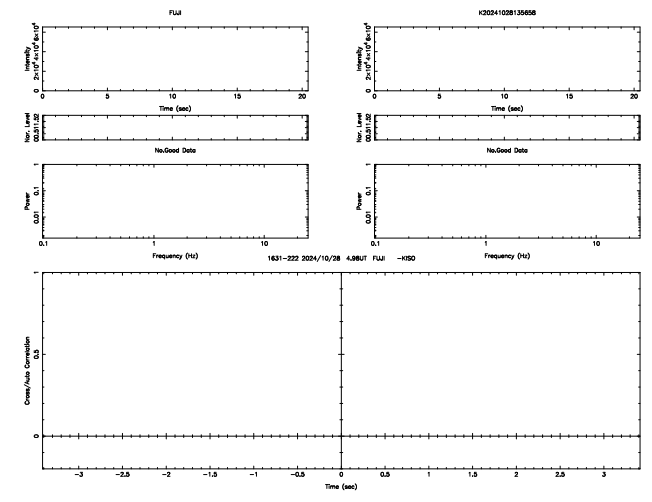 FUJI
K20241028135658
Intensity
0 2×10⁴ 4×10⁴ 6×10⁴
0 5 10 15 20
Time (sec)
Intensity
0 2×10⁴ 4×10⁴ 6×10⁴
0 5 10 15 20
Time (sec)
Nor. Level
00.511.52
No.Good Data
Nor. Level
00.511.52
No.Good Data
Power
1
0.1
0.01
0.1 1 10
Frequency (Hz)
Power
1
0.1
0.01
0.1 1 10
Frequency (Hz)
1631-222 2024/10/28 4.98UT FUJI -KISO
Cross/Auto Correlation
1
0.5
0
-3 -2.5 -2 -1.5 -1 -0.5 0 0.5 1 1.5 2 2.5 3
Time (sec)